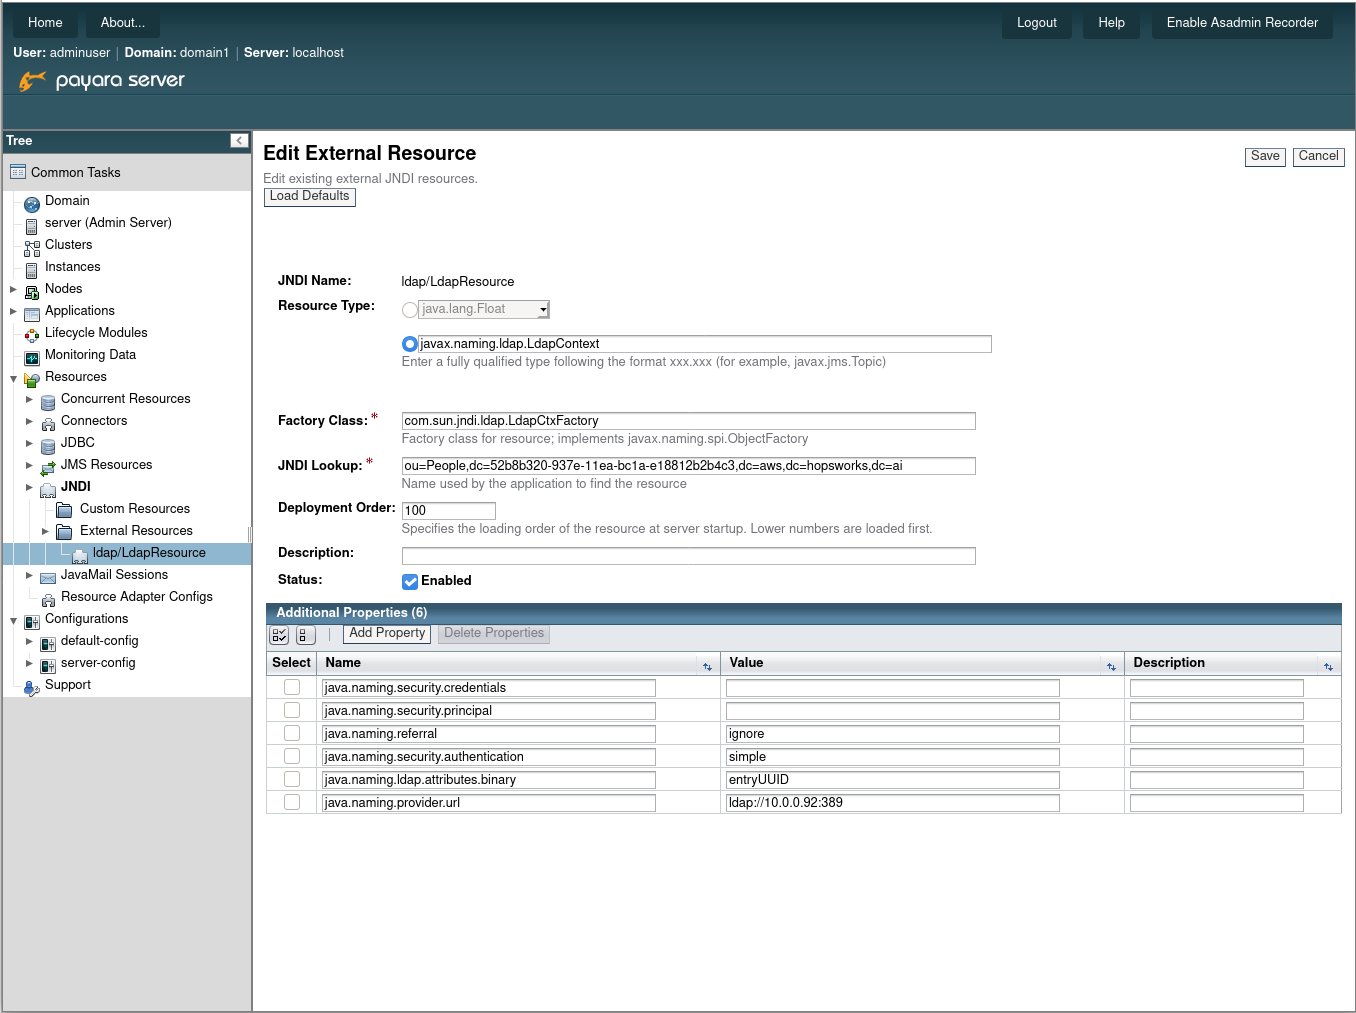 Home About... Logout Help Enable Asadmin Recorder
User: adminuser | Domain: domain1 | Server: localhost
payara server
Tree
Common Tasks
Domain
server (Admin Server)
Clusters
Instances
Nodes
Applications
Lifecycle Modules
Monitoring Data
Resources
Concurrent Resources
Connectors
JDBC
JMS Resources
JNDI
Custom Resources
External Resources
ldap/LdapResource
JavaMail Sessions
Resource Adapter Configs
Configurations
default-config
server-config
Support
Edit External Resource
Save Cancel
Edit existing external JNDI resources.
Load Defaults
JNDI Name: ldap/LdapResource
Resource Type: java.lang.Float
javax.naming.ldap.LdapContext
Enter a fully qualified type following the format xxx.xxx (for example, javax.jms.Topic)
Factory Class: * com.sun.jndi.ldap.LdapCtxFactory
Factory class for resource; implements javax.naming.spi.ObjectFactory
JNDI Lookup: * ou=People,dc=52b8b320-937e-11ea-bc1a-e18812b2b4c3,dc=aws,dc=hopsworks,dc=ai
Name used by the application to find the resource
Deployment Order: 100
Specifies the loading order of the resource at server startup. Lower numbers are loaded first.
Description:
Status: Enabled
Additional Properties (6)
Add Property Delete Properties
Select Name Value Description
java.naming.security.credentials
java.naming.security.principal
java.naming.referral ignore
java.naming.security.authentication simple
java.naming.ldap.attributes.binary entryUUID
java.naming.provider.url ldap://10.0.0.92:389